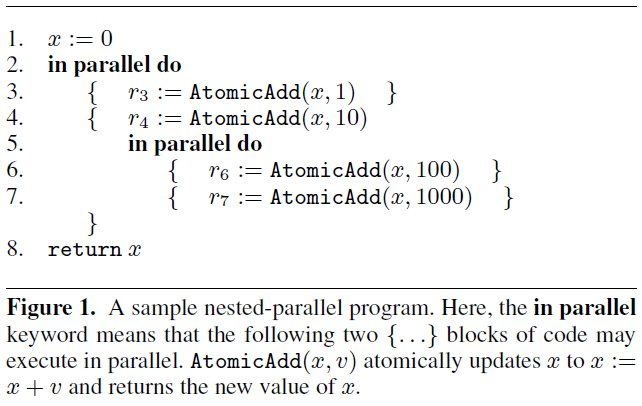 1. x := 0
2. in parallel do
3. { r3 := AtomicAdd(x, 1) }
4. { r4 := AtomicAdd(x, 10)
5. in parallel do
6. { r6 := AtomicAdd(x, 100) }
7. { r7 := AtomicAdd(x, 1000) }
}
8. return x
Figure 1. A sample nested-parallel program. Here, the in parallel
keyword means that the following two {...} blocks of code may
execute in parallel. AtomicAdd(x, v) atomically updates x to x :=
x + v and returns the new value of x.